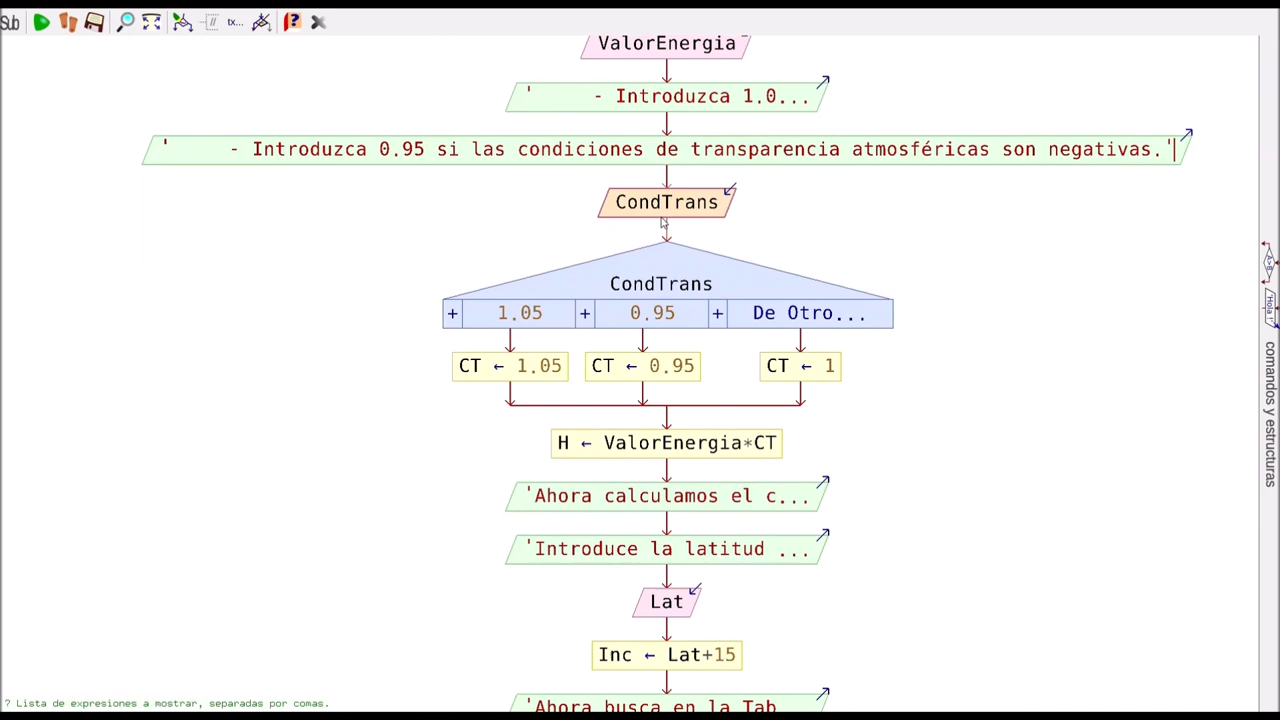 Sub
tx...
ValorEnergia
'      - Introduzca 1.0...
'      - Introduzca 0.95 si las condiciones de transparencia atmosféricas son negativas.'
CondTrans
CondTrans
+ 1.05 + 0.95 + De Otro...
CT ← 1.05 CT ← 0.95 CT ← 1
H ← ValorEnergia*CT
'Ahora calculamos el c...
'Introduce la latitud ...
Lat
Inc ← Lat+15
'Ahora busca en la Tab
? Lista de expresiones a mostrar, separadas por comas.
A>B
'Hola !'
comandos y estructuras